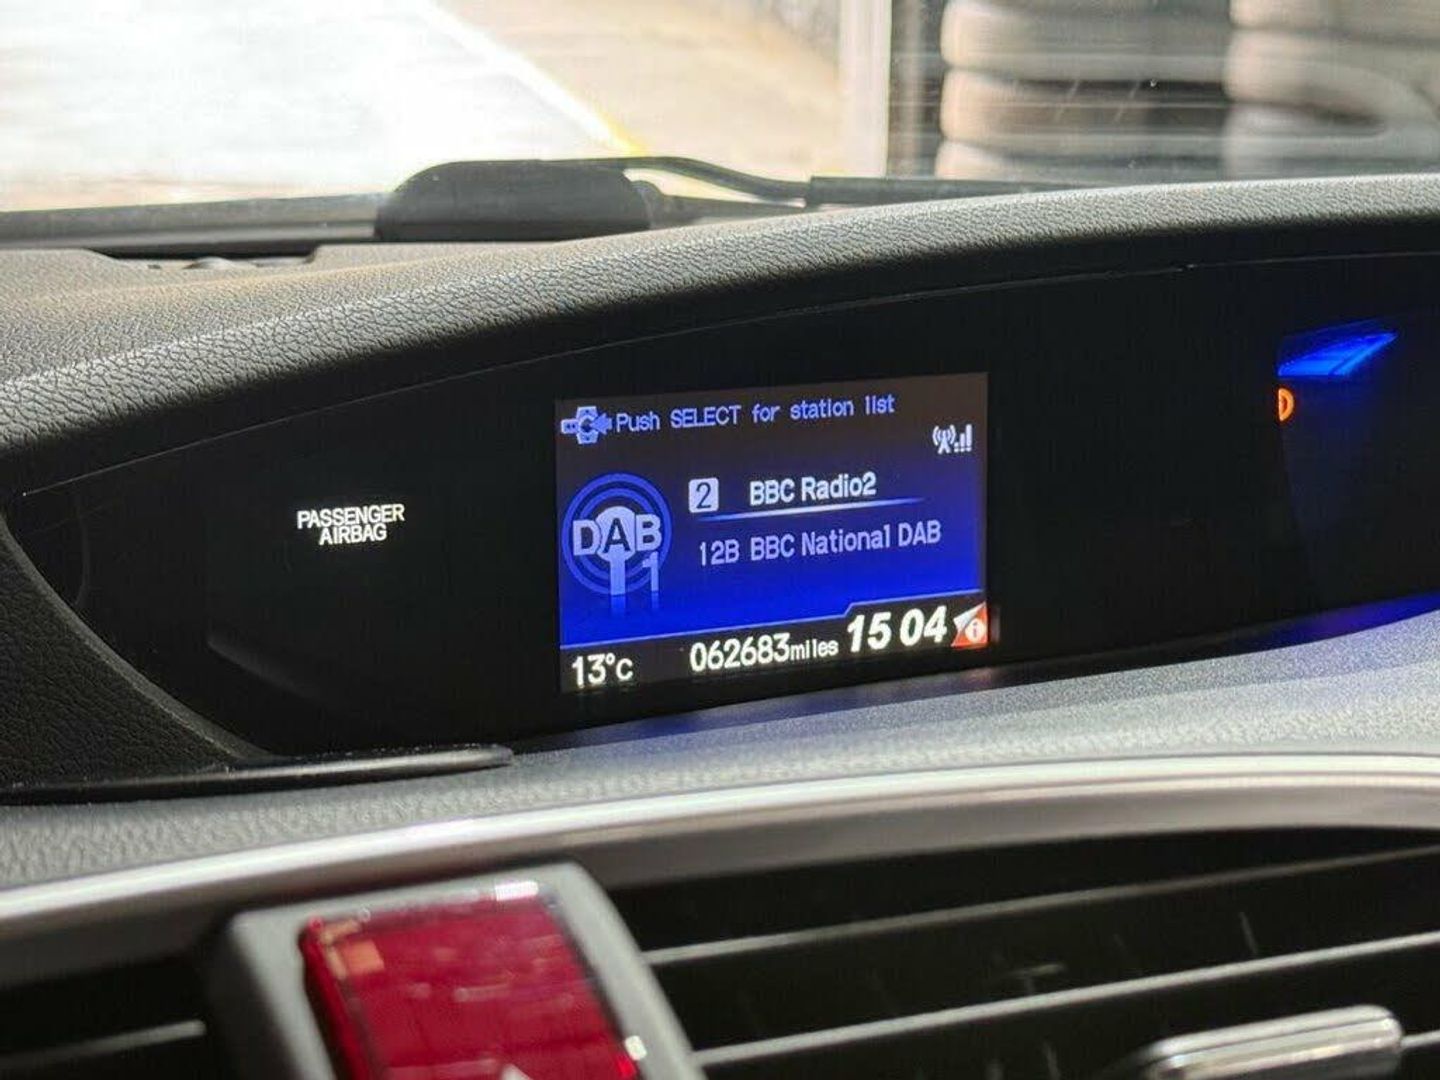 Push SELECT for station list
2 BBC Radio2
DAB
1
12B BBC National DAB
PASSENGER
AIRBAG
13°C 062683miles 15 04 i